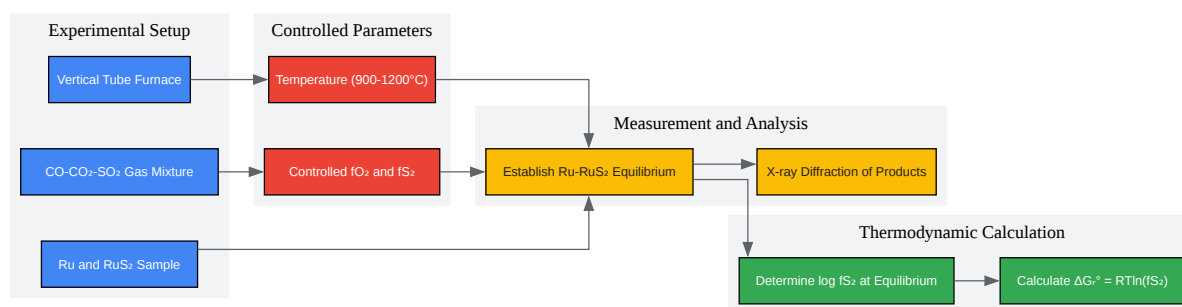 Experimental Setup
Controlled Parameters
Vertical Tube Furnace
Temperature (900-1200°C)
Measurement and Analysis
CO-CO₂-SO₂ Gas Mixture
Controlled fO₂ and fS₂
Establish Ru-RuS₂ Equilibrium
X-ray Diffraction of Products
Thermodynamic Calculation
Ru and RuS₂ Sample
Determine log fS₂ at Equilibrium
Calculate ΔGᵣ° = RTln(fS₂)